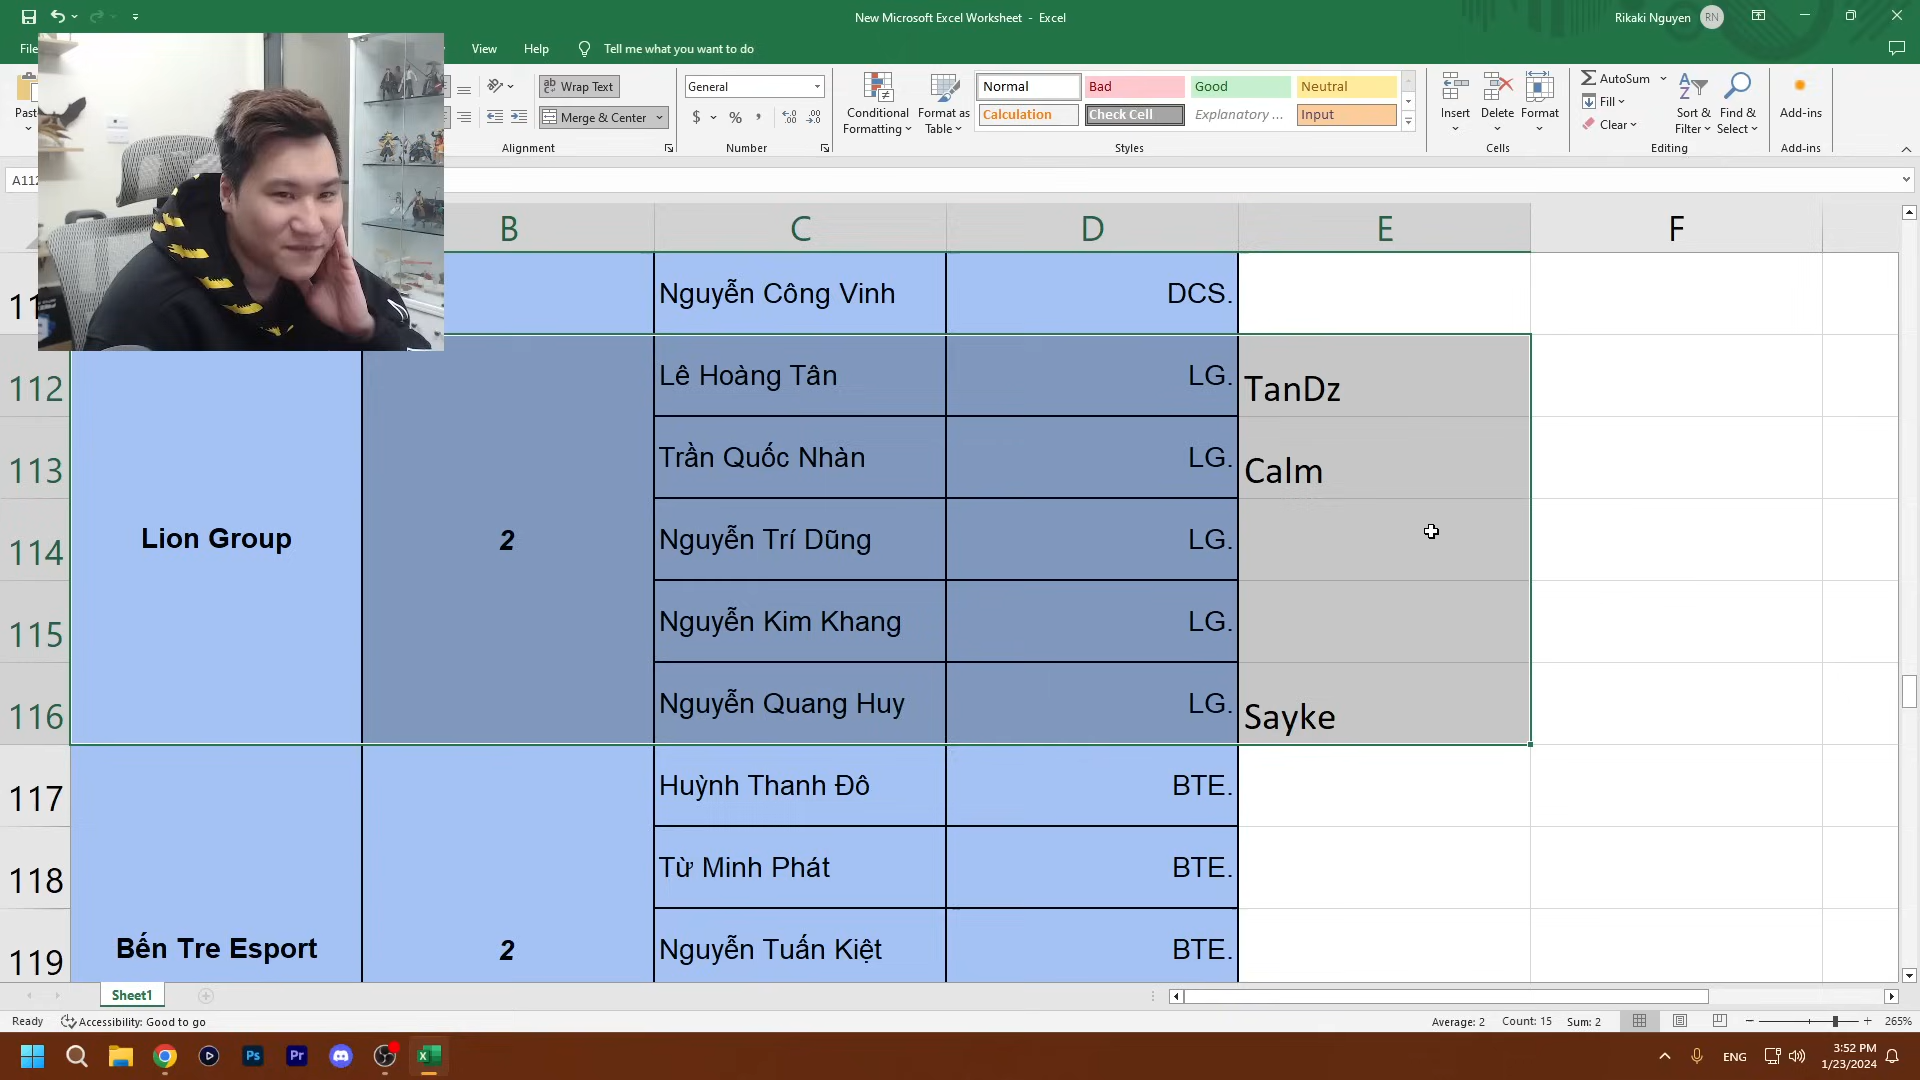 New Microsoft Excel Worksheet - Excel
Rikaki Nguyen
RN
File
View
Help
Tell me what you want to do
Paste
Wrap Text
Merge & Center
Alignment
General
$ % ,
Number
Conditional Formatting
Format as Table
Normal
Bad
Good
Neutral
Calculation
Check Cell
Explanatory ...
Input
Styles
Insert
Delete
Format
Cells
AutoSum
Fill
Clear
Sort & Filter
Find & Select
Editing
Add-ins
Add-ins
A112
B
C
D
E
F
Nguyễn Công Vinh
DCS.
112
Lê Hoàng Tân
LG.
TanDz
113
Trần Quốc Nhàn
LG.
Calm
114
Lion Group
2
Nguyễn Trí Dũng
LG.
115
Nguyễn Kim Khang
LG.
116
Nguyễn Quang Huy
LG.
Sayke
117
Huỳnh Thanh Đô
BTE.
118
Từ Minh Phát
BTE.
119
Bến Tre Esport
2
Nguyễn Tuấn Kiệt
BTE.
Sheet1
Ready
Accessibility: Good to go
Average: 2
Count: 15
Sum: 2
265%
Ps
Pr
ENG
3:52 PM
1/23/2024